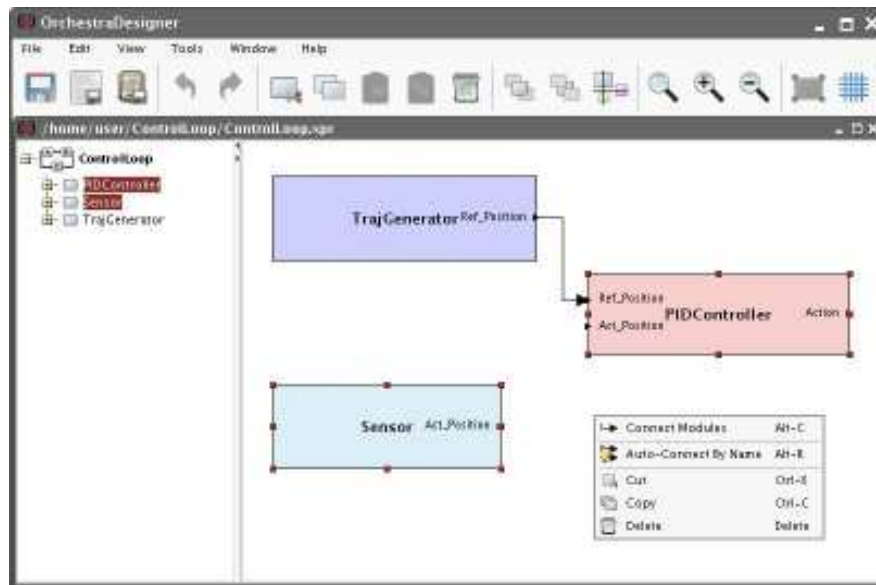 OrchestraDesigner
File Edit View Tools Window Help
/home/user/ControlLoop/ControlLoop.spr
ControlLoop
PIDController
Sensor
TrajGenerator
TrajGenerator Ref_Position
Ref_Position
PIDController Action
Act_Position
Sensor Act_Position
Connect Modules Alt-C
Auto-Connect By Name Alt-R
Cut Ctrl-X
Copy Ctrl-C
Delete Delete